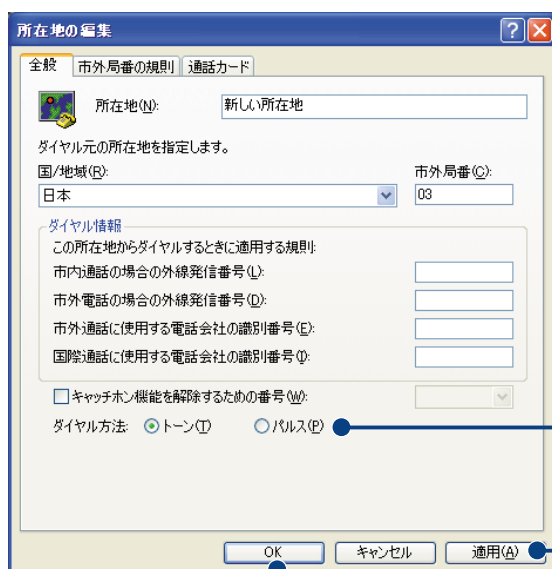 所在地の編集
全般 市外局番の規則 通話カード
所在地(N): 新しい所在地
ダイヤル元の所在地を指定します。
国/地域(R): 市外局番(C):
日本 03
ダイヤル情報
この所在地からダイヤルするときに適用する規則:
市内通話の場合の外線発信番号(L):
市外電話の場合の外線発信番号(D):
市外通話に使用する電話会社の識別番号(E):
国際通話に使用する電話会社の識別番号(I):
キャッチホン機能を解除するための番号(W):
ダイヤル方法: トーン(T) パルス(P)
OK キャンセル 適用(A)